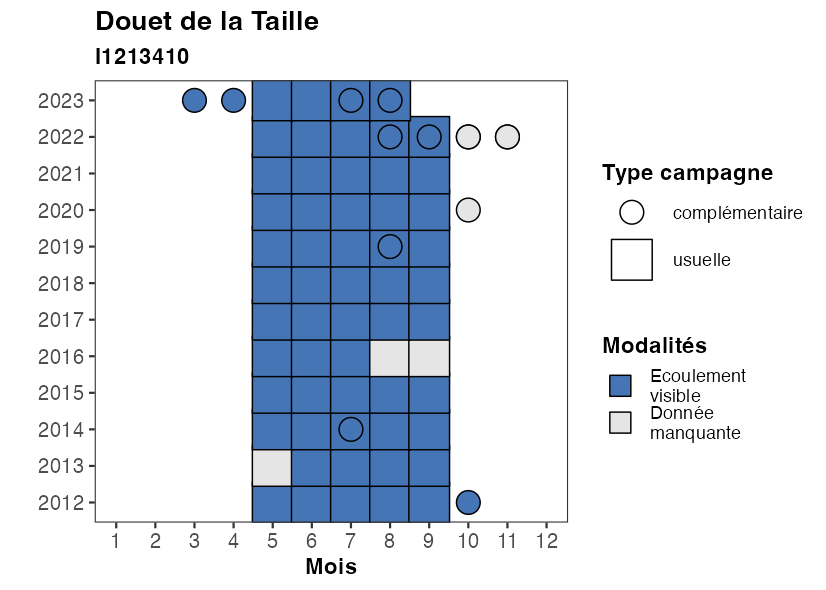 Douet de la Taille
I1213410
2023
2022
2021
2020
2019
2018
2017
2016
2015
2014
2013
2012
1 2 3 4 5 6 7 8 9 10 11 12
Mois
Type campagne
complémentaire
usuelle
Modalités
Ecoulement
visible
Donnée
manquante